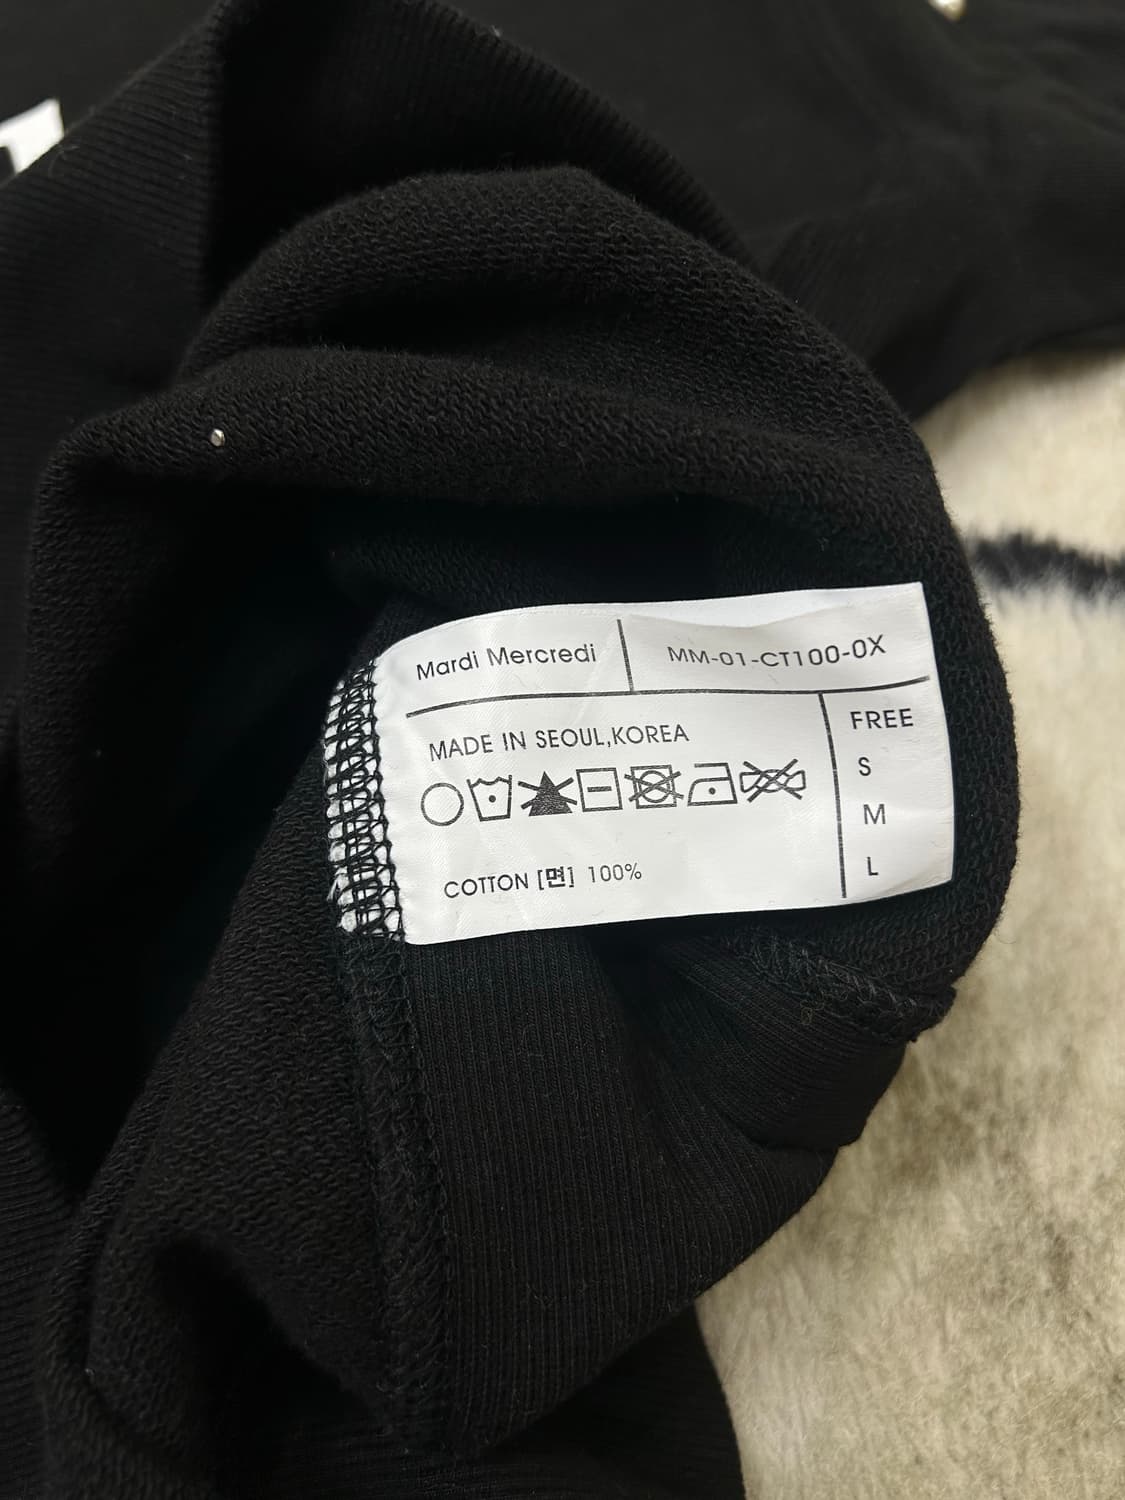 Mardi Mercredi
MM-01-CT100-0X
MADE IN SEOUL,KOREA
COTTON [면] 100%
FREE
S
M
L